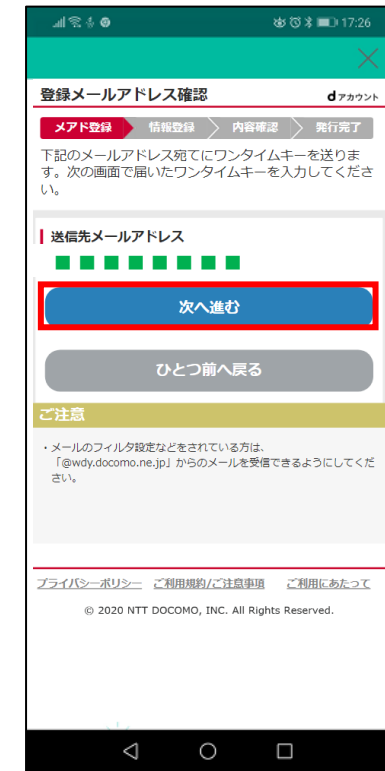 17:26
登録メールアドレス確認
dアカウント
メアド登録 情報登録 内容確認 発行完了
下記のメールアドレス宛てにワンタイムキーを送りま
す。次の画面で届いたワンタイムキーを入力してくださ
い。
送信先メールアドレス
次へ進む
ひとつ前へ戻る
ご注意
・メールのフィルタ設定などをされている方は、
「@wdy.docomo.ne.jp」からのメールを受信できるようにしてくだ
さい。
プライバシーポリシー ご利用規約/ご注意事項 ご利用にあたって
© 2020 NTT DOCOMO, INC. All Rights Reserved.